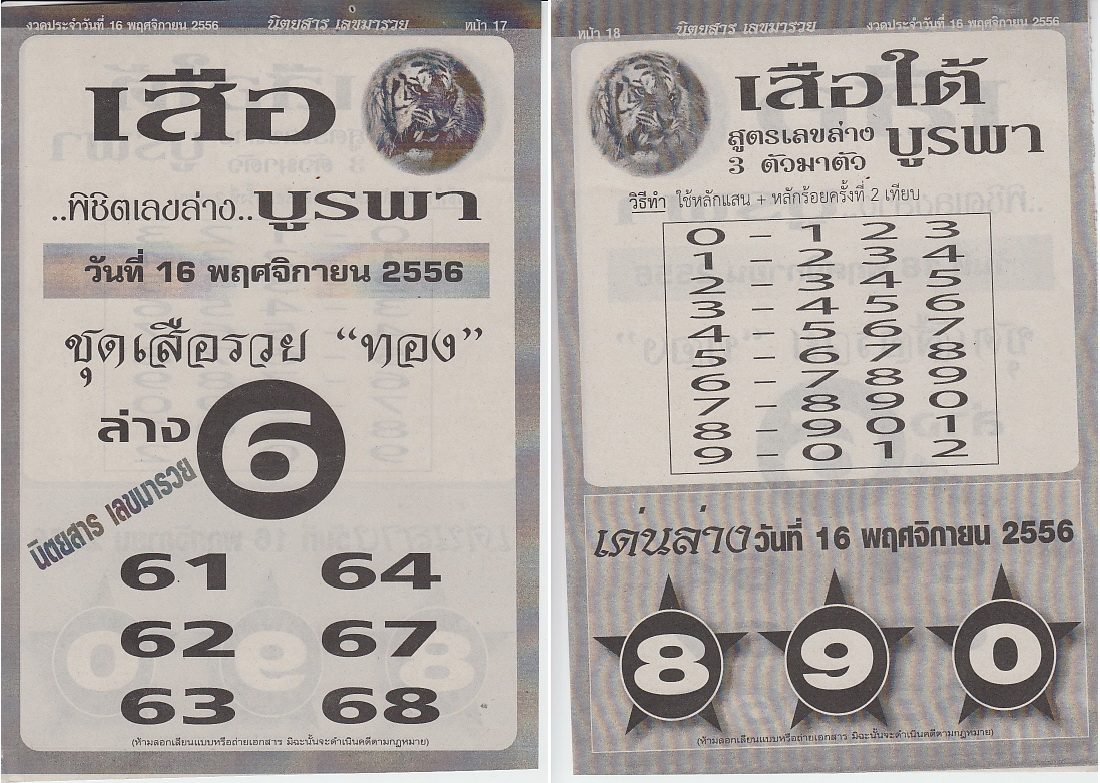 งวดประจำวันที่ 16 พฤศจิกายน 2556 นิตยสาร เลขมารวย หน้า 17
เสือ
..พิชิตเลขล่าง.. บูรพา
วันที่ 16 พฤศจิกายน 2556
ชุดเสือรวย “ทอง”
ล่าง 6
นิตยสาร เลขมารวย
61 64
62 67
63 68
(ห้ามลอกเลียนแบบหรือถ่ายเอกสาร มิฉะนั้นจะดำเนินคดีตามกฎหมาย)
หน้า 18 นิตยสาร เลขมารวย งวดประจำวันที่ 16 พฤศจิกายน 2556
เสือใต้
สูตรเลขล่าง บูรพา
3 ตัวมาตัว
วิธีทำ ใช้หลักแสน + หลักร้อยครั้งที่ 2 เทียบ
0 – 1 2 3
1 – 2 3 4
2 – 3 4 5
3 – 4 5 6
4 – 5 6 7
5 – 6 7 8
6 – 7 8 9
7 – 8 9 0
8 – 9 0 1
9 – 0 1 2
เด่นล่าง วันที่ 16 พฤศจิกายน 2556
8 9 0
(ห้ามลอกเลียนแบบหรือถ่ายเอกสาร มิฉะนั้นจะดำเนินคดีตามกฎหมาย)